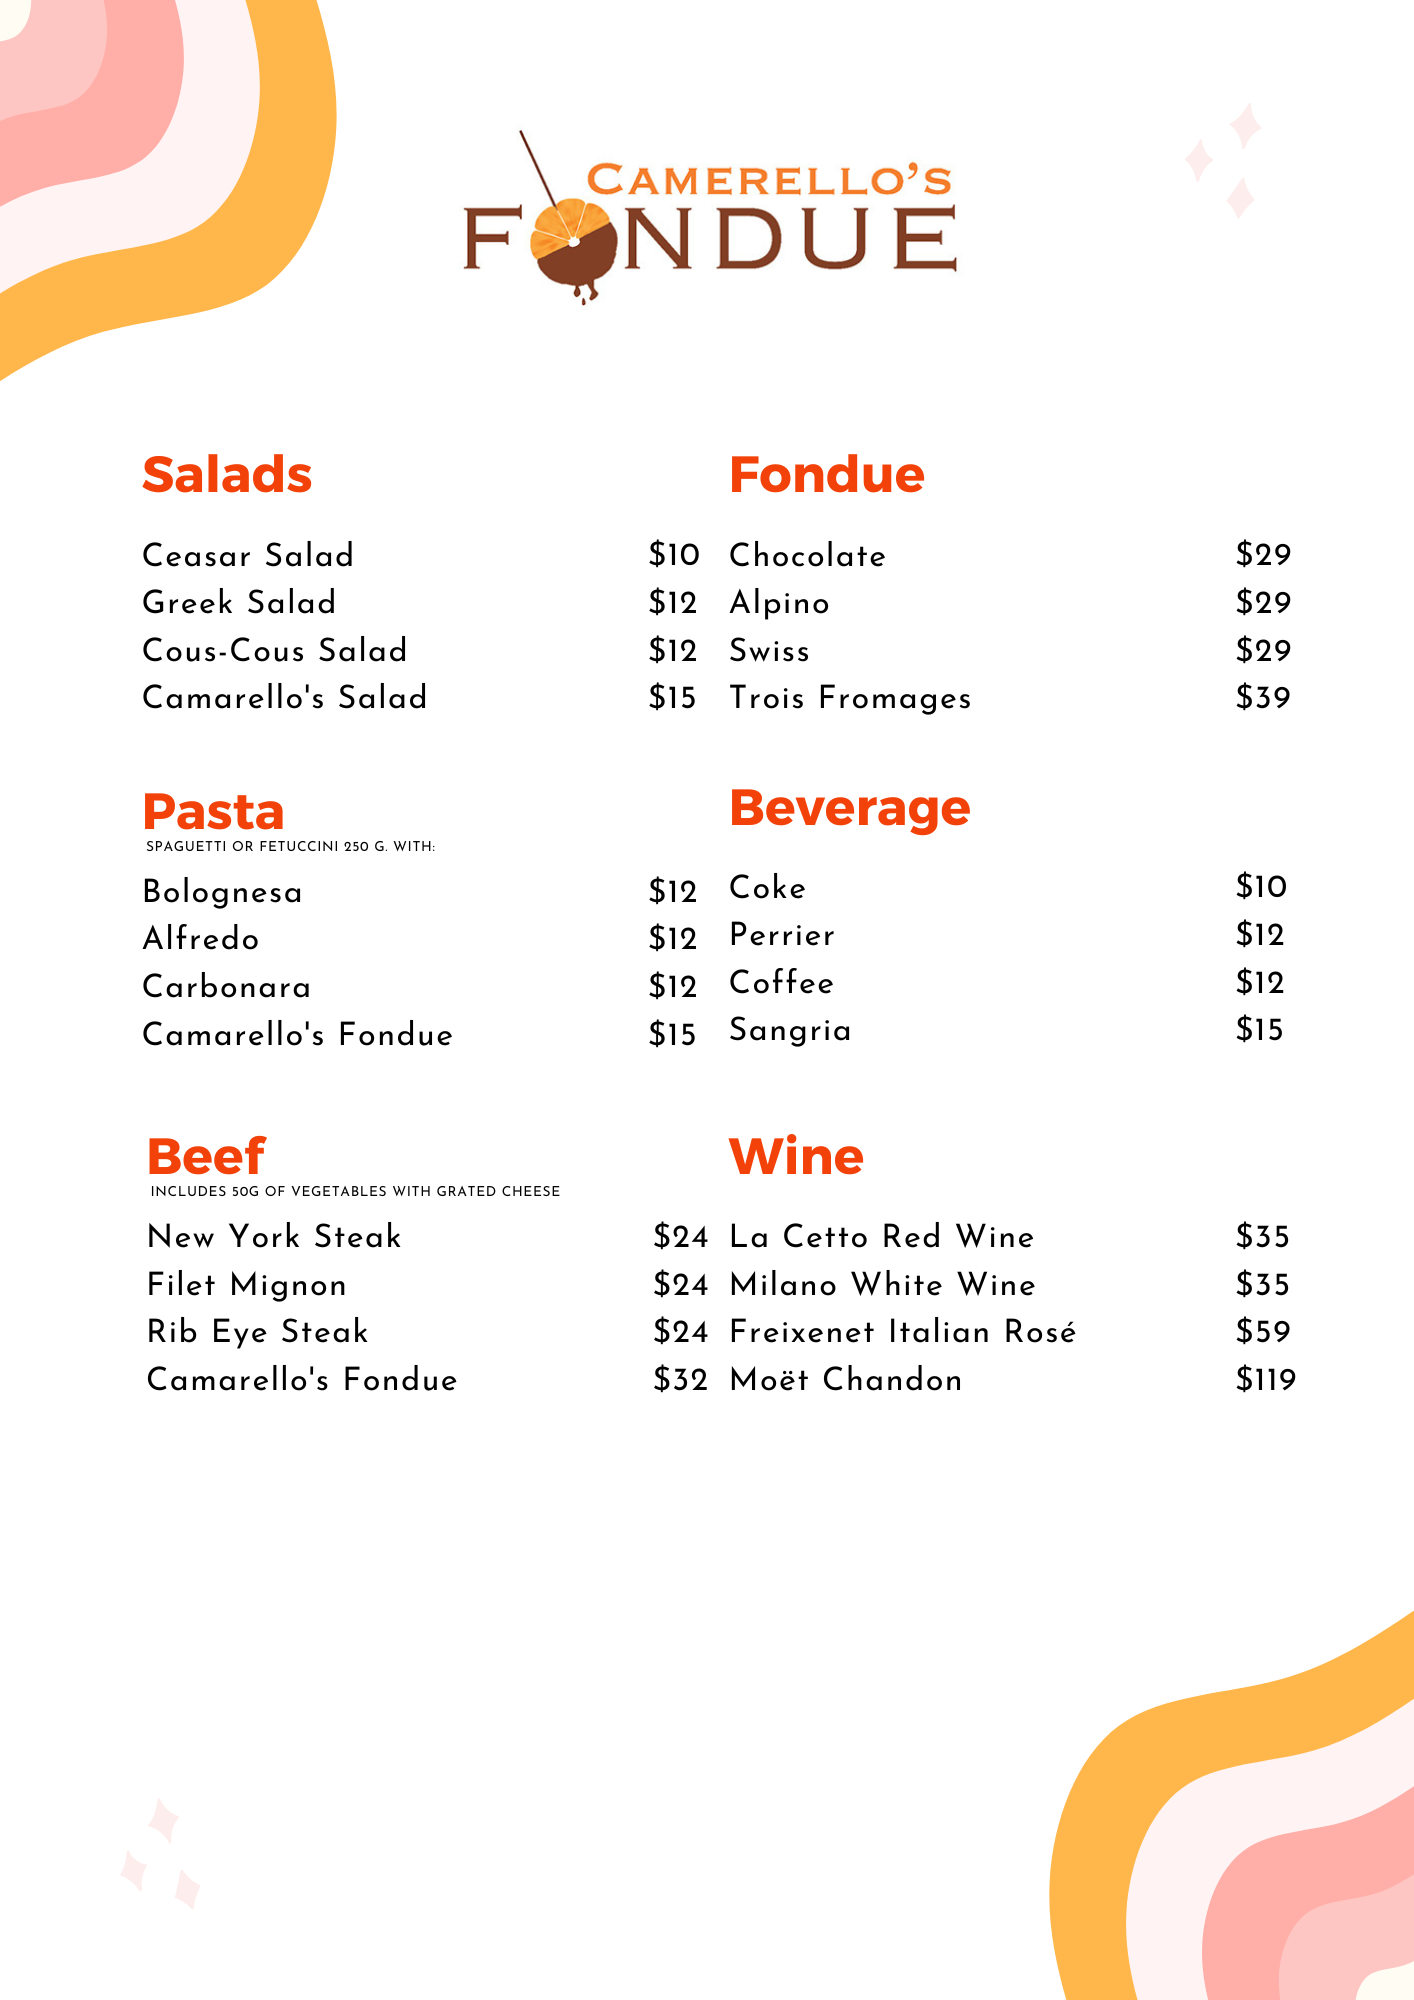 CAMERELLO'S
FONDUE
Salads
Ceasar Salad $10
Greek Salad $12
Cous-Cous Salad $12
Camarello's Salad $15
Pasta
SPAGUETTI OR FETUCCINI 250 G. WITH:
Bolognesa $12
Alfredo $12
Carbonara $12
Camarello's Fondue $15
Beef
INCLUDES 50G OF VEGETABLES WITH GRATED CHEESE
New York Steak $24
Filet Mignon $24
Rib Eye Steak $24
Camarello's Fondue $32
Fondue
Chocolate $29
Alpino $29
Swiss $29
Trois Fromages $39
Beverage
Coke $10
Perrier $12
Coffee $12
Sangria $15
Wine
La Cetto Red Wine $35
Milano White Wine $35
Freixenet Italian Rosé $59
Moët Chandon $119